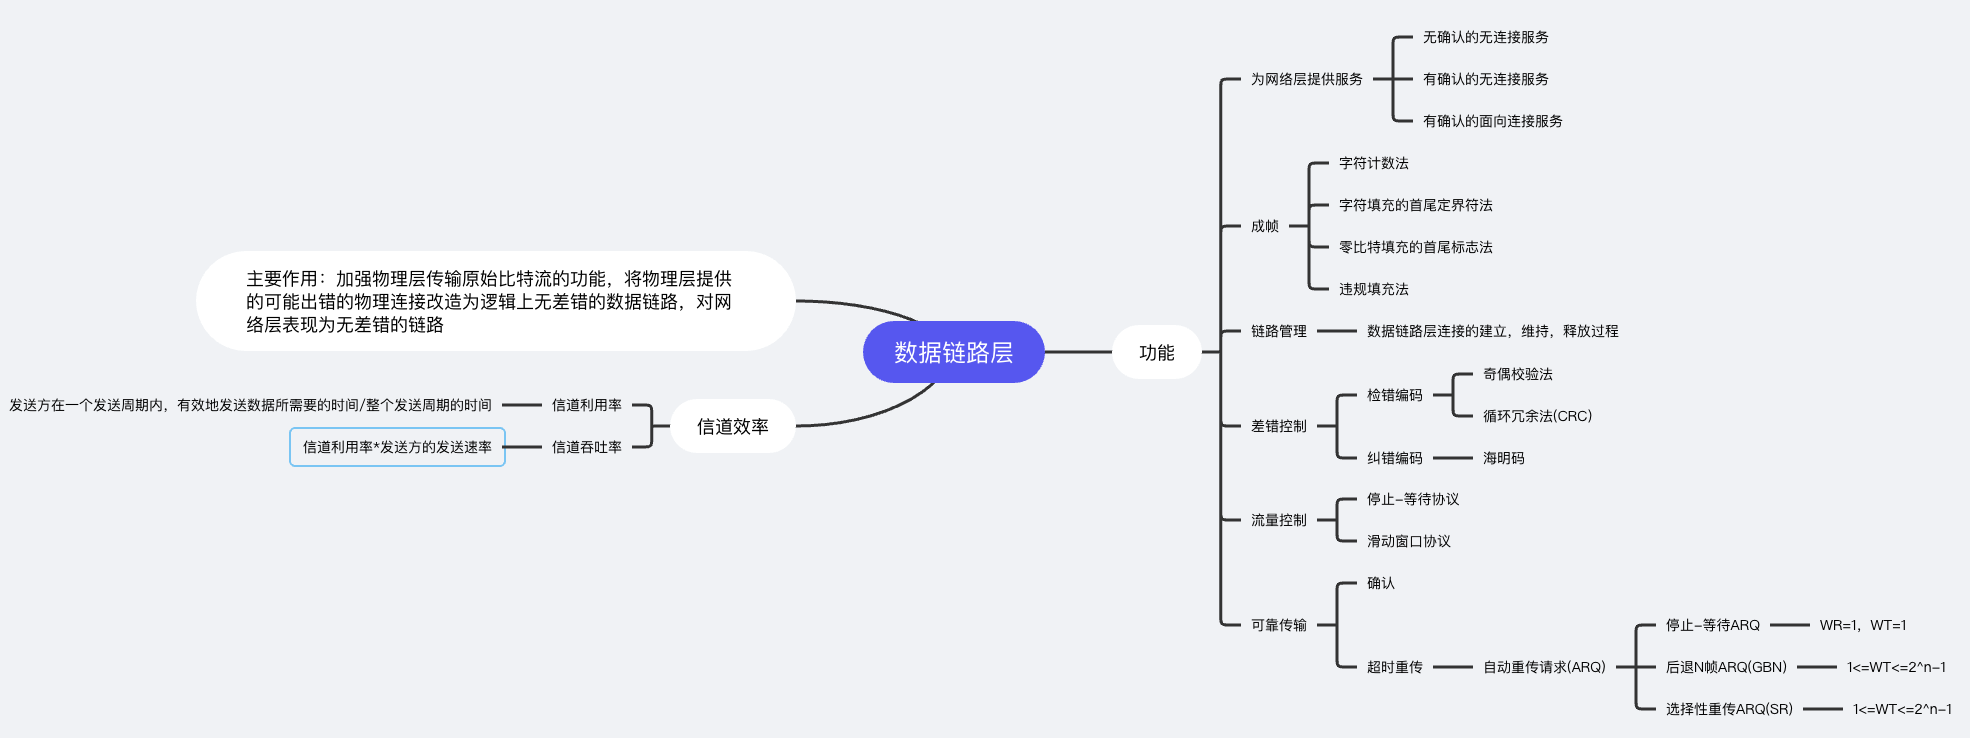 主要作用：加强物理层传输原始比特流的功能，将物理层提供
的可能出错的物理连接改造为逻辑上无差错的数据链路，对网
络层表现为无差错的链路
数据链路层
信道效率
信道利用率
发送方在一个发送周期内，有效地发送数据所需要的时间/整个发送周期的时间
信道吞吐率
信道利用率*发送方的发送速率
功能
为网络层提供服务
无确认的无连接服务
有确认的无连接服务
有确认的面向连接服务
成帧
字符计数法
字符填充的首尾定界符法
零比特填充的首尾标志法
违规填充法
链路管理
数据链路层连接的建立，维持，释放过程
差错控制
检错编码
奇偶校验法
循环冗余法(CRC)
纠错编码
海明码
流量控制
停止-等待协议
滑动窗口协议
可靠传输
确认
超时重传
自动重传请求(ARQ)
停止-等待ARQ
WR=1，WT=1
后退N帧ARQ(GBN)
1<=WT<=2^n-1
选择性重传ARQ(SR)
1<=WT<=2^n-1